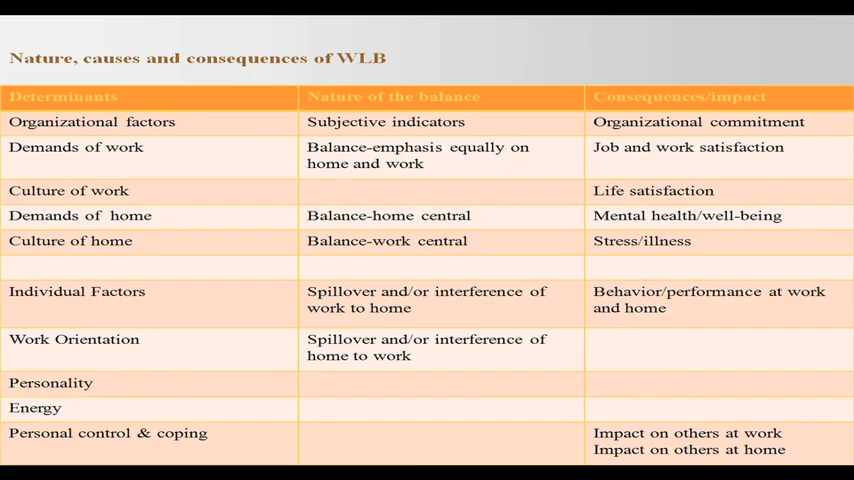 Nature, causes and consequences of WLB
Determinants
Nature of the balance
Consequences/impact
Organizational factors
Subjective indicators
Organizational commitment
Demands of work
Balance-emphasis equally on
home and work
Job and work satisfaction
Culture of work
Life satisfaction
Demands of home
Balance-home central
Mental health/well-being
Culture of home
Balance-work central
Stress/illness
Individual Factors
Spillover and/or interference of
work to home
Behavior/performance at work
and home
Work Orientation
Spillover and/or interference of
home to work
Personality
Energy
Personal control & coping
Impact on others at work
Impact on others at home